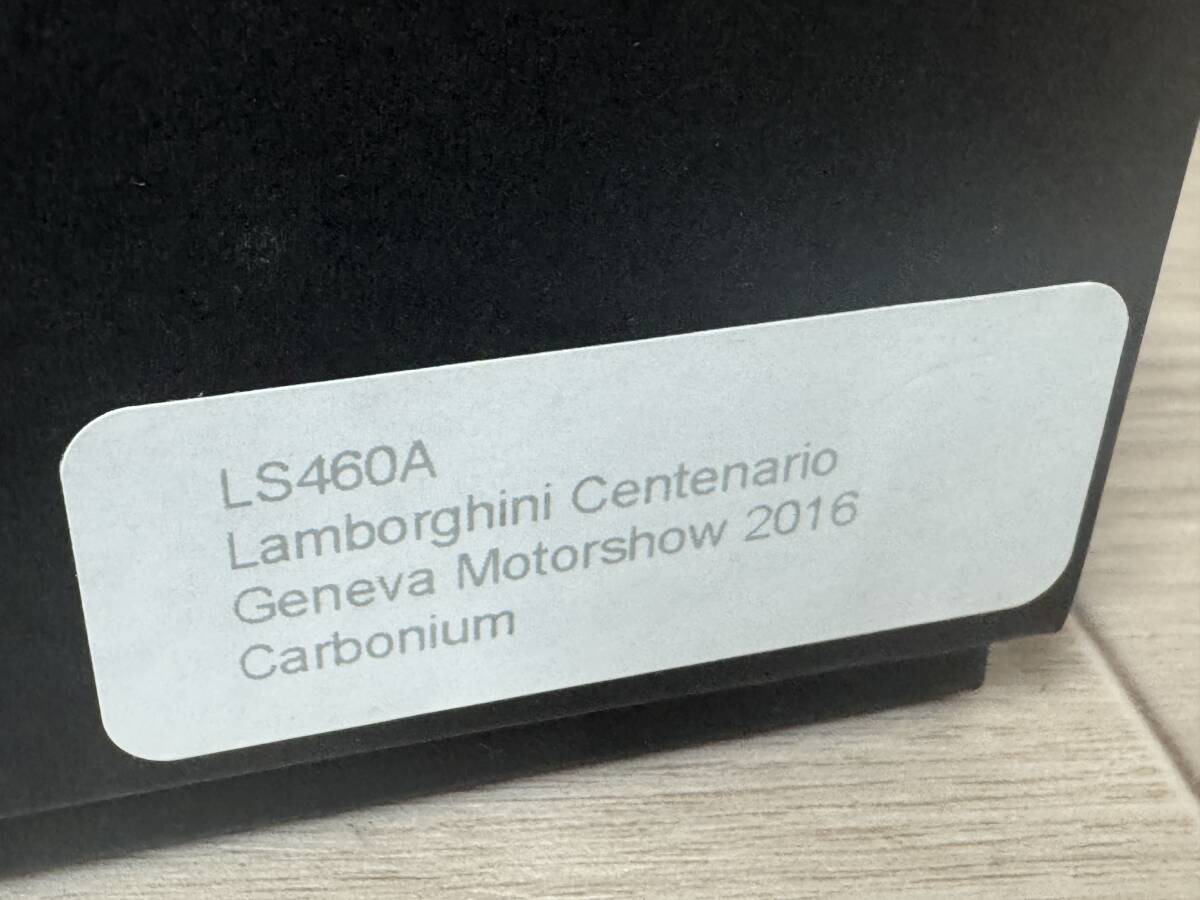 LS460A
Lamborghini Centenario
Geneva Motorshow 2016
Carbonium